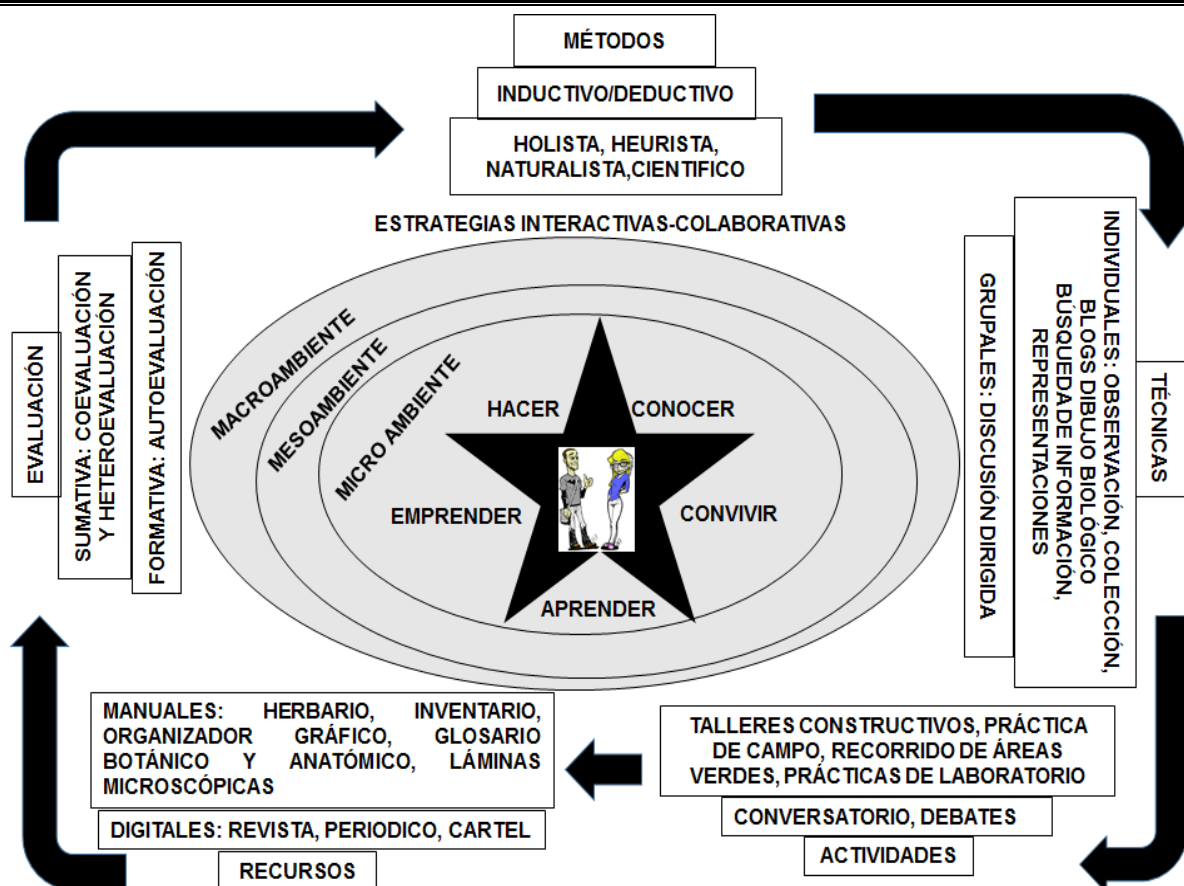 MÉTODOS
INDUCTIVO/DEDUCTIVO
HOLISTA, HEURISTA,
NATURALISTA,CIENTIFICO
ESTRATEGIAS INTERACTIVAS-COLABORATIVAS
MACROAMBIENTE
MESOAMBIENTE
MICRO AMBIENTE
HACER
CONOCER
EMPRENDER
CONVIVIR
APRENDER
TÉCNICAS
INDIVIDUALES: OBSERVACIÓN, COLECCIÓN,
BLOGS DIBUJO BIOLÓGICO
BÚSQUEDA DE INFORMACIÓN,
REPRESENTACIONES
GRUPALES: DISCUSIÓN DIRIGIDA
TALLERES CONSTRUCTIVOS, PRÁCTICA
DE CAMPO, RECORRIDO DE ÁREAS
VERDES, PRÁCTICAS DE LABORATORIO
CONVERSATORIO, DEBATES
ACTIVIDADES
MANUALES: HERBARIO, INVENTARIO,
ORGANIZADOR GRÁFICO, GLOSARIO
BOTÁNICO Y ANATÓMICO, LÁMINAS
MICROSCÓPICAS
DIGITALES: REVISTA, PERIODICO, CARTEL
RECURSOS
EVALUACIÓN
SUMATIVA: COEVALUACIÓN
Y HETEROEVALUACIÓN
FORMATIVA: AUTOEVALUACIÓN